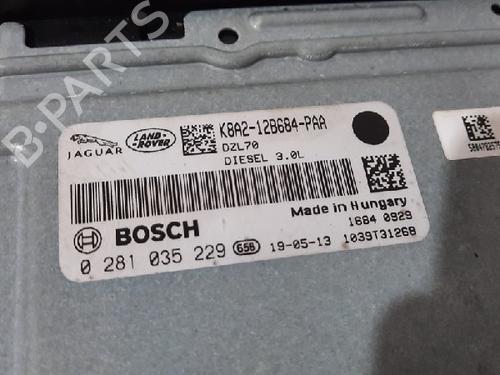 B-PARTS
JAGUAR
LAND ROVER
K8A2-12B684-PAA
DZL70
DIESEL 3.0L
BOSCH
Made in Hungary
1684 0929
0 281 035 229 656 19-05-13 1039T31268